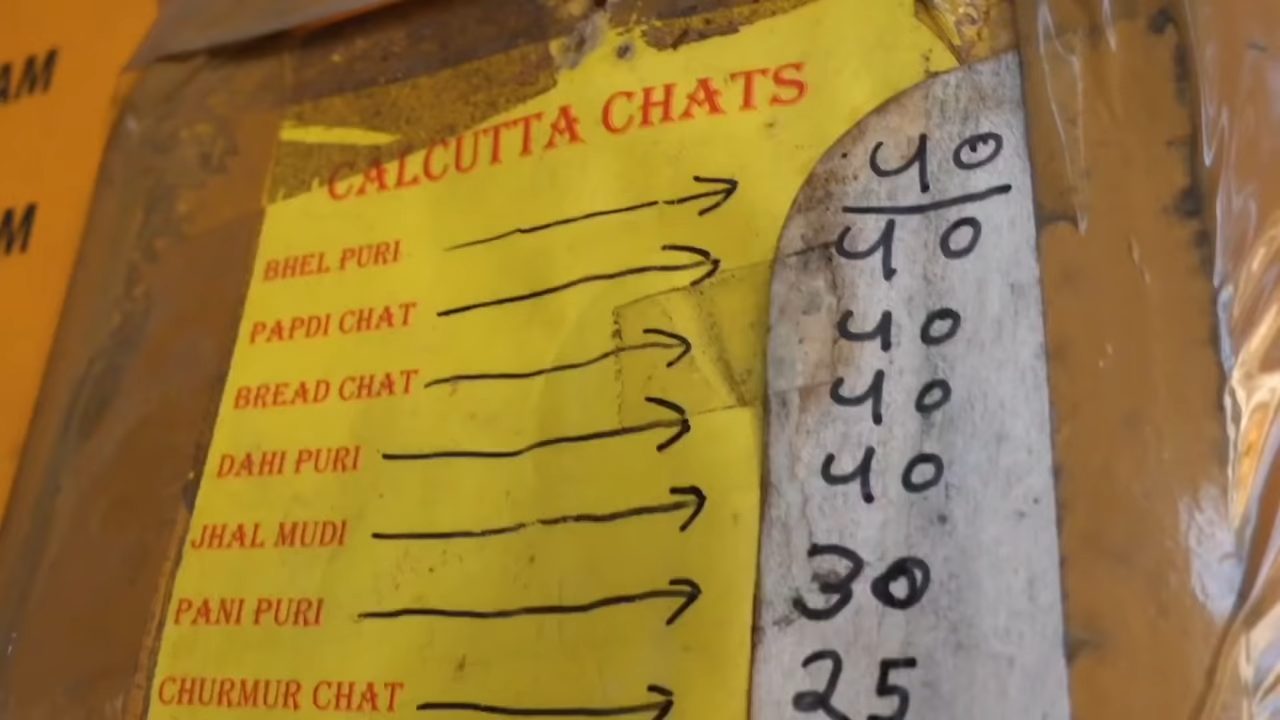 CALCUTTA CHATS
BHEL PURI → 40
PAPDI CHAT → 40
BREAD CHAT → 40
DAHI PURI → 40
JHAL MUDI → 40
PANI PURI → 30
CHURMUR CHAT → 25